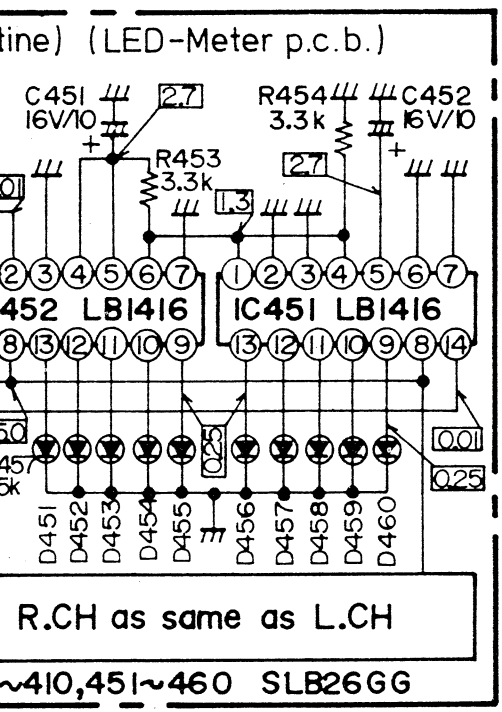 tine) (LED-Meter p.c.b.)
C451
16V/10
+
2.7
R454
3.3k
C452
16V/10
+
R453
3.3k
2.7
.01
1.3
2 3 4 5 6 7
1 2 3 4 5 6 7
452 LB1416
IC451 LB1416
8 13 12 11 10 9
13 12 11 10 9 8 14
5.0
0.25
0.01
457
5k
0.25
D451 D452 D453 D454 D455 D456 D457 D458 D459 D460
R.CH as same as L.CH
~410,451~460 SLB26GG